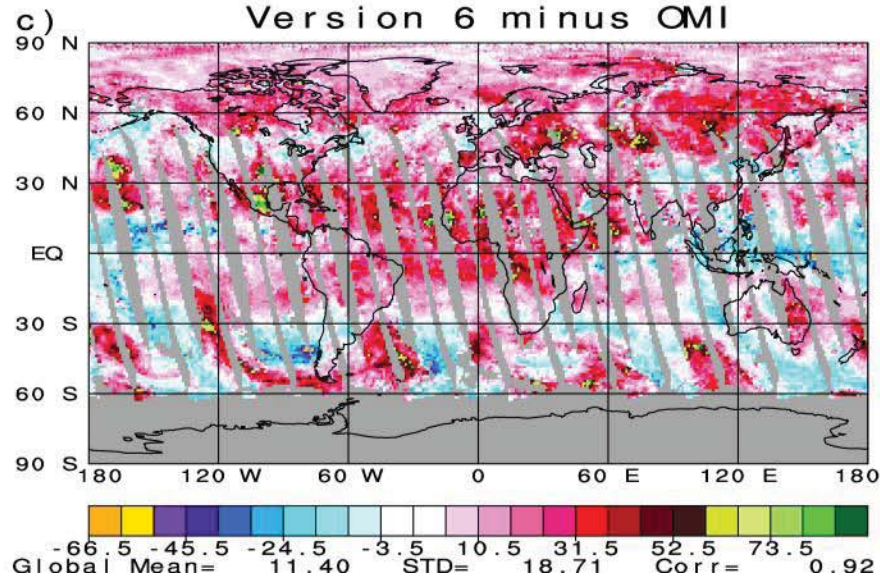 c) Version 6 minus OMI
90 N
60 N
30 N
EQ
30 S
60 S
90 S
180 120 W 60 W 0 60 E 120 E 180
-66.5 -45.5 -24.5 -3.5 10.5 31.5 52.5 73.5
Global Mean= 11.40 STD= 18.71 Corr= 0.92